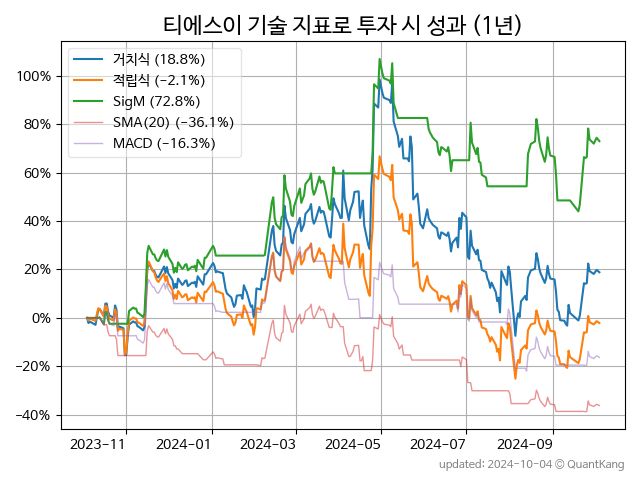 티에스이 기술 지표로 투자 시 성과 (1년)
거치식 (18.8%)
적립식 (−2.1%)
SigM (72.8%)
SMA(20) (−36.1%)
MACD (−16.3%)
100%
80%
60%
40%
20%
0%
−20%
−40%
2023−11 2024−01 2024−03 2024−05 2024−07 2024−09
updated: 2024-10-04 © QuantKang